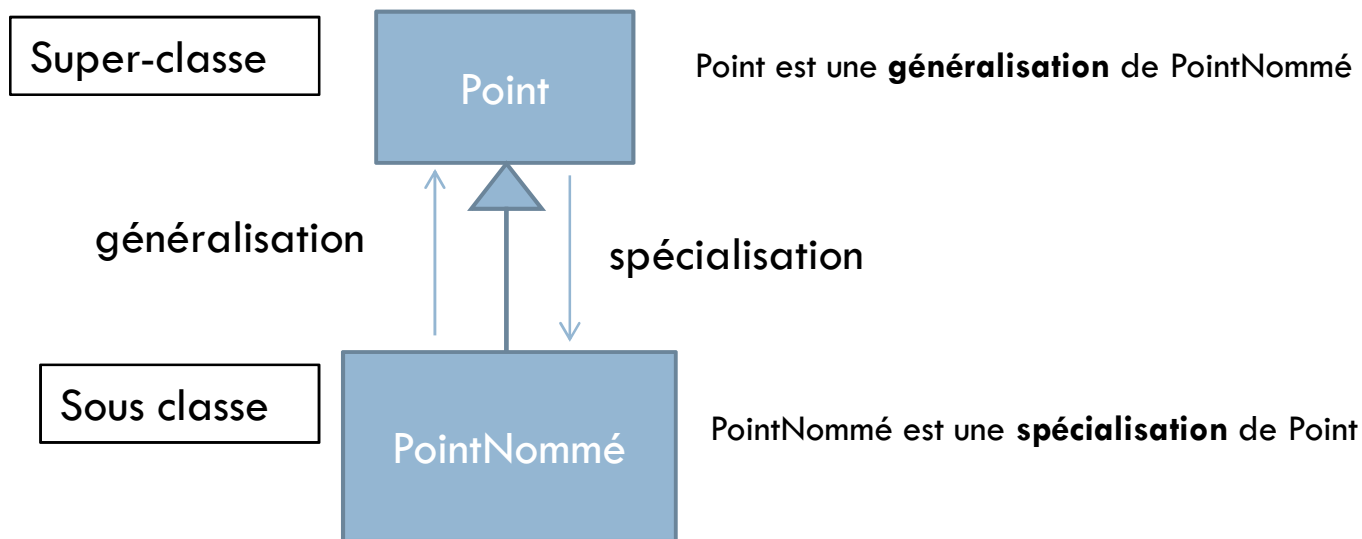 Super-classe
Point
Point est une généralisation de PointNommé
généralisation
spécialisation
Sous classe
PointNommé
PointNommé est une spécialisation de Point